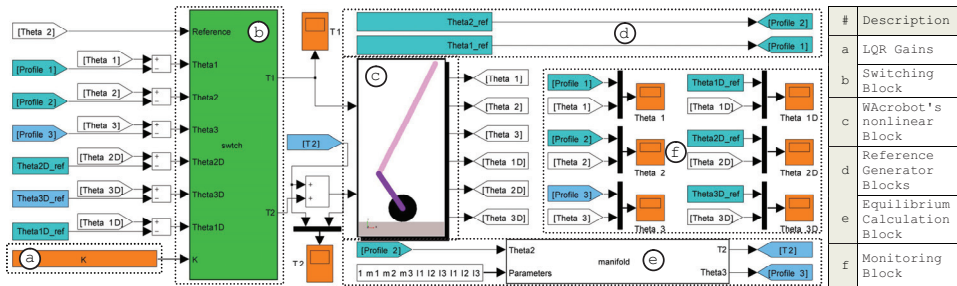 [Theta 2]
Reference
[Profile 1]
[Theta 1]
Theta1
[Profile 2]
[Theta 2]
Theta2
[Profile 3]
[Theta 3]
Theta3
Theta2D_ref
[Theta 2D]
Theta2D
Theta3D_ref
[Theta 3D]
Theta3D
Theta1D_ref
[Theta 1D]
Theta1D
a
K
K
b
swtch
T1
T2
T1
[T2]
T2
Theta2_ref
[Profile 2]
d
Theta1_ref
[Profile 1]
c
[Theta 1]
[Theta 2]
[Theta 3]
[Theta 1D]
[Theta 2D]
[Theta 3D]
[Profile 1]
[Theta 1]
Theta 1
Theta1D_ref
[Theta 1D]
Theta 1D
[Profile 2]
[Theta 2]
Theta 2
f
Theta2D_ref
[Theta 2D]
Theta 2D
[Profile 3]
[Theta 3]
Theta 3
Theta3D_ref
[Theta 3D]
Theta 3D
[Profile 2]
Theta2
1 m1 m2 m3 l1 l2 l3 I1 I2 I3
Parameters
manifold
e
T2
[T2]
Theta3
[Profile 3]
# Description
a LQR Gains
b Switching
Block
c WAcrobot's
nonlinear
Block
d Reference
Generator
Blocks
e Equilibrium
Calculation
Block
f Monitoring
Block